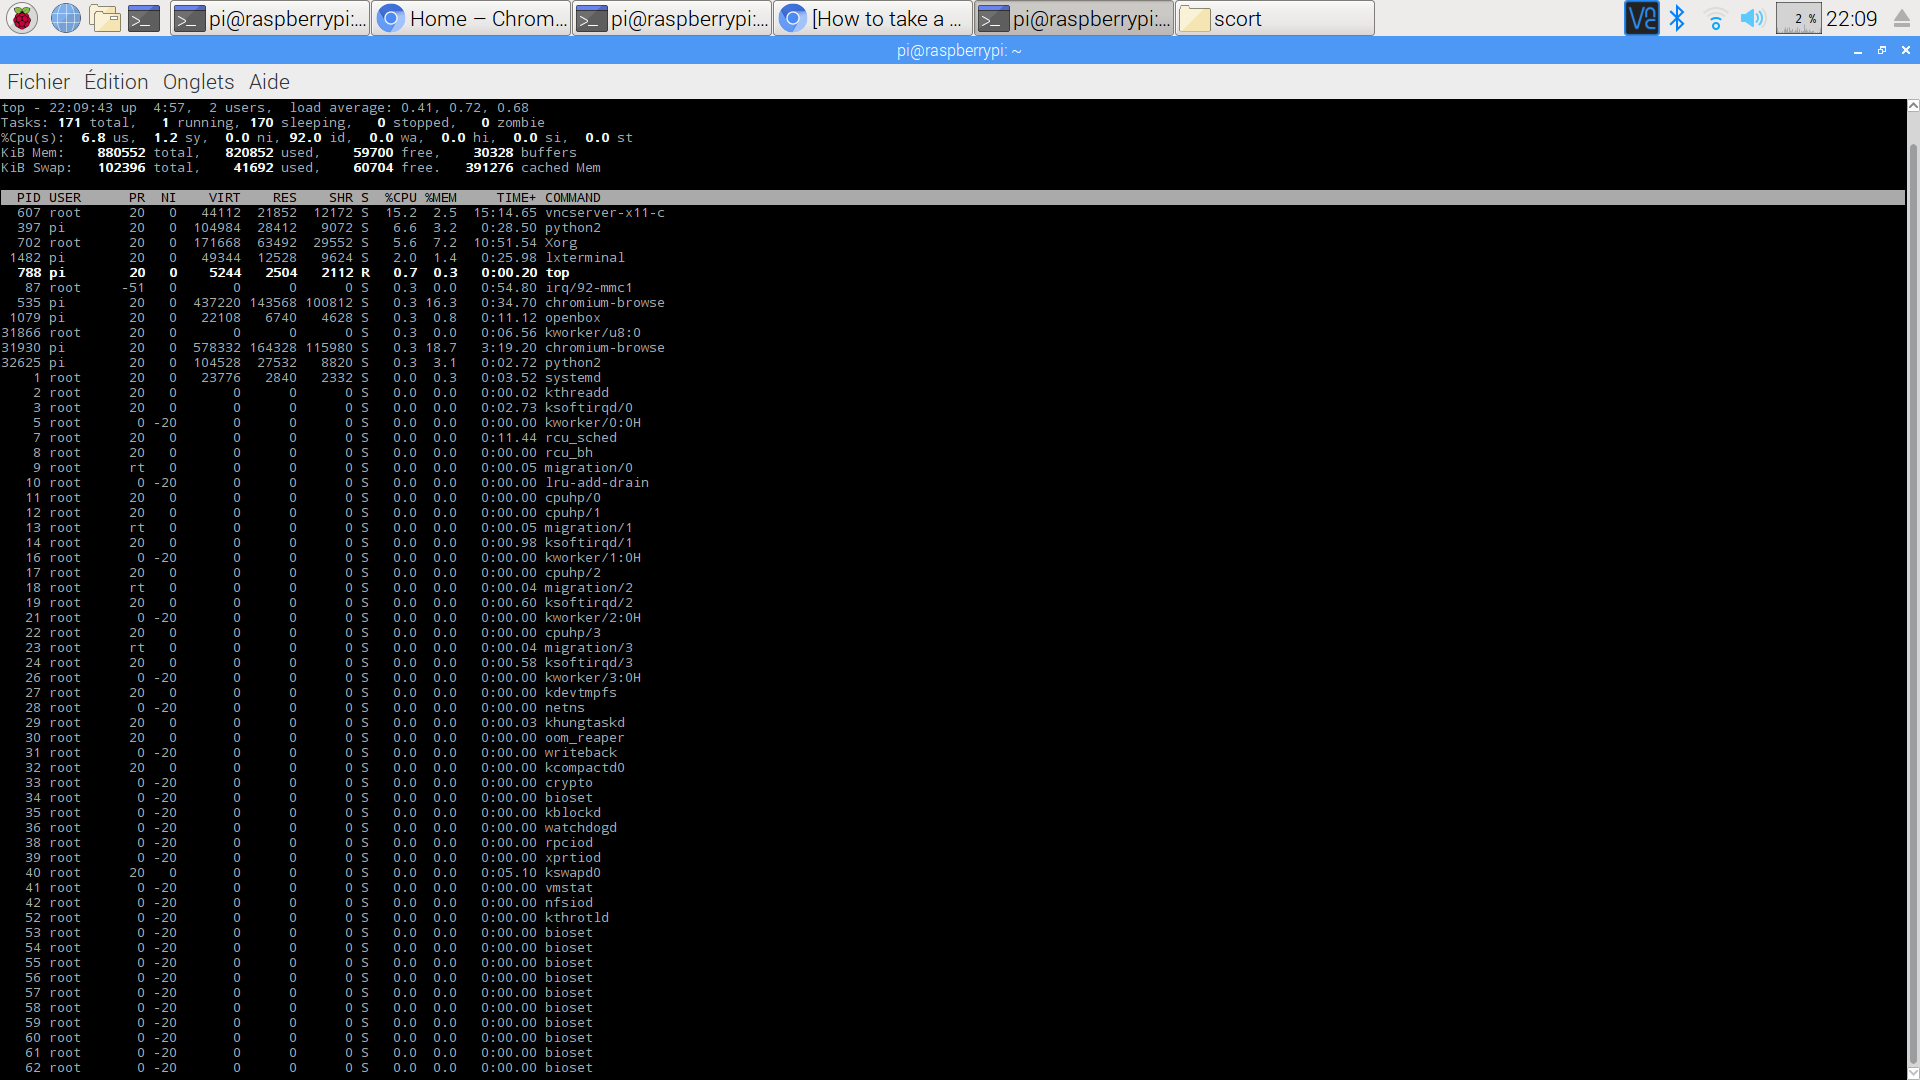 pi@raspberrypi:... Home – Chrom... pi@raspberrypi:... [How to take a ... pi@raspberrypi:... scort 2 % 22:09
pi@raspberrypi: ~
Fichier Édition Onglets Aide
top - 22:09:43 up  4:57,  2 users,  load average: 0.41, 0.72, 0.68
Tasks: 171 total,   1 running, 170 sleeping,   0 stopped,   0 zombie
%Cpu(s):  6.8 us,  1.2 sy,  0.0 ni, 92.0 id,  0.0 wa,  0.0 hi,  0.0 si,  0.0 st
KiB Mem:    880552 total,   820852 used,    59700 free,    30328 buffers
KiB Swap:   102396 total,    41692 used,    60704 free.   391276 cached Mem
PID USER PR NI VIRT RES SHR S %CPU %MEM TIME+ COMMAND
607 root 20 0 44112 21852 12172 S 15.2 2.5 15:14.65 vncserver-x11-c
397 pi 20 0 104984 28412 9072 S 6.6 3.2 0:28.50 python2
702 root 20 0 171668 63492 29552 S 5.6 7.2 10:51.54 Xorg
1482 pi 20 0 49344 12528 9624 S 2.0 1.4 0:25.98 lxterminal
788 pi 20 0 5244 2504 2112 R 0.7 0.3 0:00.20 top
87 root -51 0 0 0 0 S 0.3 0.0 0:54.80 irq/92-mmc1
535 pi 20 0 437220 143568 100812 S 0.3 16.3 0:34.70 chromium-browse
1079 pi 20 0 22108 6740 4628 S 0.3 0.8 0:11.12 openbox
31866 root 20 0 0 0 0 S 0.3 0.0 0:06.56 kworker/u8:0
31930 pi 20 0 578332 164328 115980 S 0.3 18.7 3:19.20 chromium-browse
32625 pi 20 0 104528 27532 8820 S 0.3 3.1 0:02.72 python2
1 root 20 0 23776 2840 2332 S 0.0 0.3 0:03.52 systemd
2 root 20 0 0 0 0 S 0.0 0.0 0:00.02 kthreadd
3 root 20 0 0 0 0 S 0.0 0.0 0:02.73 ksoftirqd/0
5 root 0 -20 0 0 0 S 0.0 0.0 0:00.00 kworker/0:0H
7 root 20 0 0 0 0 S 0.0 0.0 0:11.44 rcu_sched
8 root 20 0 0 0 0 S 0.0 0.0 0:00.00 rcu_bh
9 root rt 0 0 0 0 S 0.0 0.0 0:00.05 migration/0
10 root 0 -20 0 0 0 S 0.0 0.0 0:00.00 lru-add-drain
11 root 20 0 0 0 0 S 0.0 0.0 0:00.00 cpuhp/0
12 root 20 0 0 0 0 S 0.0 0.0 0:00.00 cpuhp/1
13 root rt 0 0 0 0 S 0.0 0.0 0:00.05 migration/1
14 root 20 0 0 0 0 S 0.0 0.0 0:00.98 ksoftirqd/1
16 root 0 -20 0 0 0 S 0.0 0.0 0:00.00 kworker/1:0H
17 root 20 0 0 0 0 S 0.0 0.0 0:00.00 cpuhp/2
18 root rt 0 0 0 0 S 0.0 0.0 0:00.04 migration/2
19 root 20 0 0 0 0 S 0.0 0.0 0:00.60 ksoftirqd/2
21 root 0 -20 0 0 0 S 0.0 0.0 0:00.00 kworker/2:0H
22 root 20 0 0 0 0 S 0.0 0.0 0:00.00 cpuhp/3
23 root rt 0 0 0 0 S 0.0 0.0 0:00.04 migration/3
24 root 20 0 0 0 0 S 0.0 0.0 0:00.58 ksoftirqd/3
26 root 0 -20 0 0 0 S 0.0 0.0 0:00.00 kworker/3:0H
27 root 20 0 0 0 0 S 0.0 0.0 0:00.00 kdevtmpfs
28 root 0 -20 0 0 0 S 0.0 0.0 0:00.00 netns
29 root 20 0 0 0 0 S 0.0 0.0 0:00.03 khungtaskd
30 root 20 0 0 0 0 S 0.0 0.0 0:00.00 oom_reaper
31 root 0 -20 0 0 0 S 0.0 0.0 0:00.00 writeback
32 root 20 0 0 0 0 S 0.0 0.0 0:00.00 kcompactd0
33 root 0 -20 0 0 0 S 0.0 0.0 0:00.00 crypto
34 root 0 -20 0 0 0 S 0.0 0.0 0:00.00 bioset
35 root 0 -20 0 0 0 S 0.0 0.0 0:00.00 kblockd
36 root 0 -20 0 0 0 S 0.0 0.0 0:00.00 watchdogd
38 root 0 -20 0 0 0 S 0.0 0.0 0:00.00 rpciod
39 root 0 -20 0 0 0 S 0.0 0.0 0:00.00 xprtiod
40 root 20 0 0 0 0 S 0.0 0.0 0:05.10 kswapd0
41 root 0 -20 0 0 0 S 0.0 0.0 0:00.00 vmstat
42 root 0 -20 0 0 0 S 0.0 0.0 0:00.00 nfsiod
52 root 0 -20 0 0 0 S 0.0 0.0 0:00.00 kthrotld
53 root 0 -20 0 0 0 S 0.0 0.0 0:00.00 bioset
54 root 0 -20 0 0 0 S 0.0 0.0 0:00.00 bioset
55 root 0 -20 0 0 0 S 0.0 0.0 0:00.00 bioset
56 root 0 -20 0 0 0 S 0.0 0.0 0:00.00 bioset
57 root 0 -20 0 0 0 S 0.0 0.0 0:00.00 bioset
58 root 0 -20 0 0 0 S 0.0 0.0 0:00.00 bioset
59 root 0 -20 0 0 0 S 0.0 0.0 0:00.00 bioset
60 root 0 -20 0 0 0 S 0.0 0.0 0:00.00 bioset
61 root 0 -20 0 0 0 S 0.0 0.0 0:00.00 bioset
62 root 0 -20 0 0 0 S 0.0 0.0 0:00.00 bioset